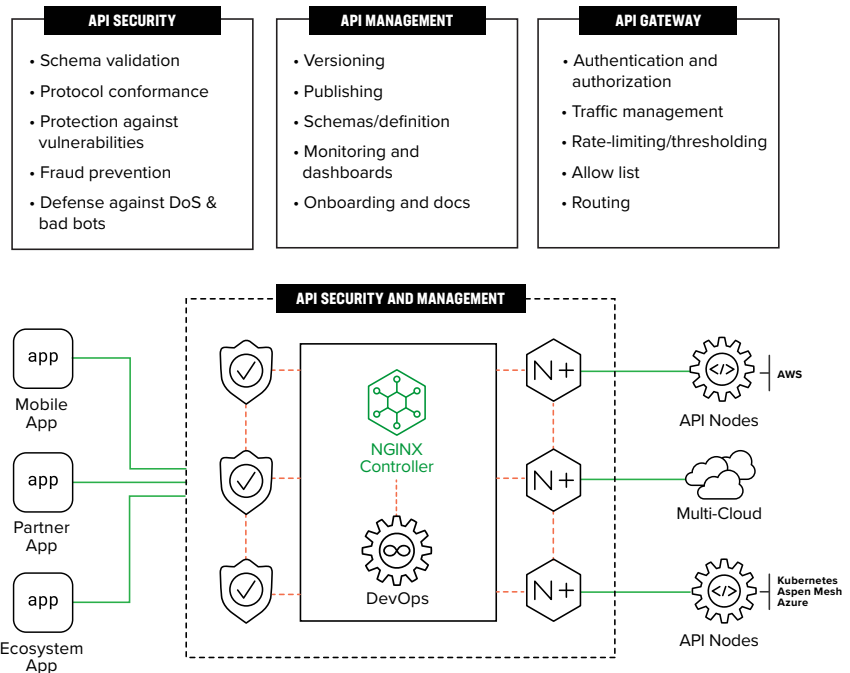 API SECURITY
• Schema validation
• Protocol conformance
• Protection against
vulnerabilities
• Fraud prevention
• Defense against DoS &
bad bots
API MANAGEMENT
• Versioning
• Publishing
• Schemas/definition
• Monitoring and
dashboards
• Onboarding and docs
API GATEWAY
• Authentication and
authorization
• Traffic management
• Rate-limiting/thresholding
• Allow list
• Routing
API SECURITY AND MANAGEMENT
app
Mobile
App
app
Partner
App
app
Ecosystem
App
NGINX
Controller
DevOps
N+
N+
N+
</>
AWS
API Nodes
Multi-Cloud
</>
Kubernetes
Aspen Mesh
Azure
API Nodes